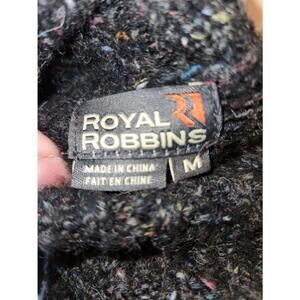 ROYAL
ROBBINS
MADE IN CHINA
FAIT EN CHINE
M